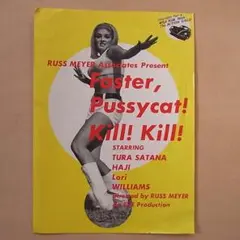 RUSS MEYER Associates Present
Faster,
Pussycat!
Kill! Kill!
STARRING
TURA SATANA
HAJI
Lori
WILLIAMS
Directed by RUSS MEYER
Production